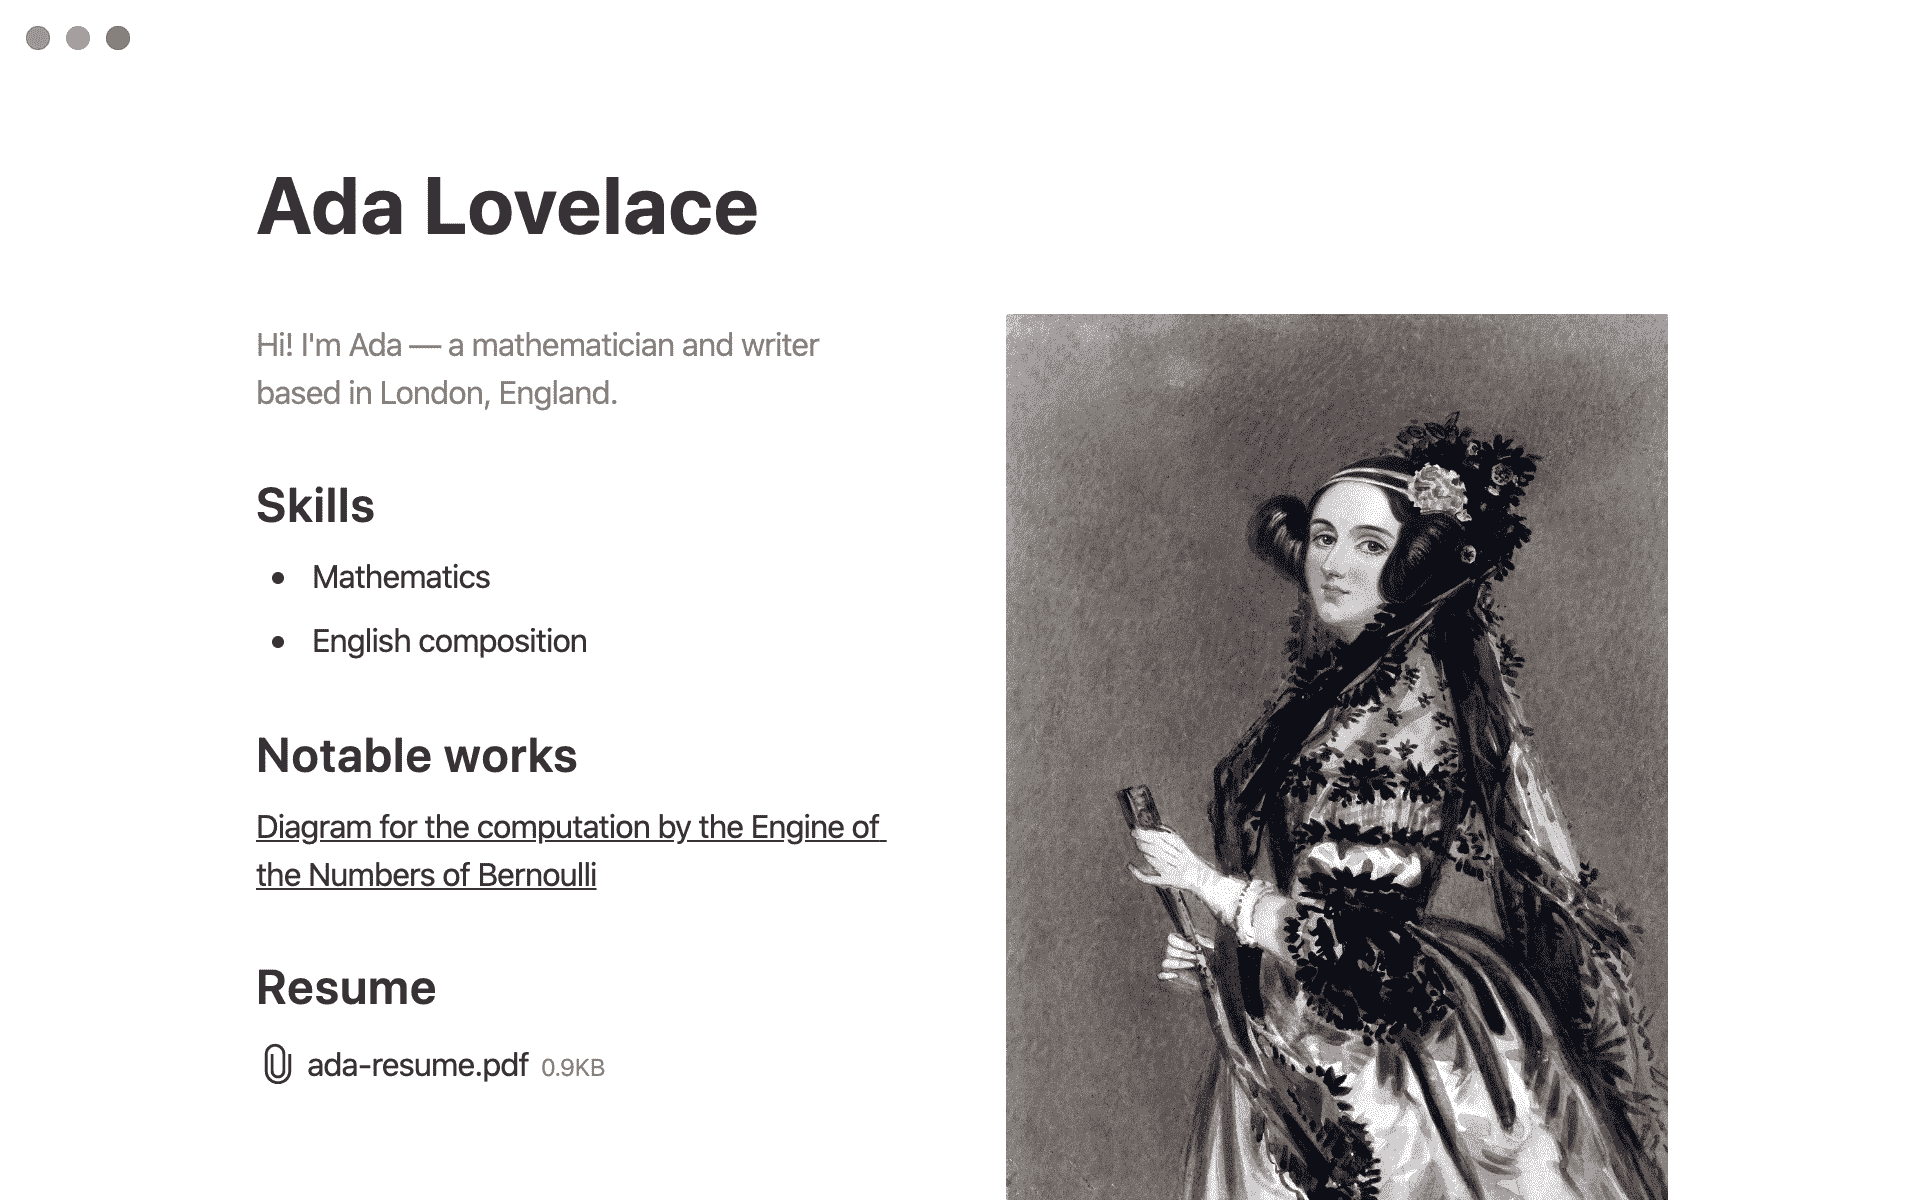 Ada Lovelace
Hi! I'm Ada — a mathematician and writer
based in London, England.
Skills
• Mathematics
• English composition
Notable works
Diagram for the computation by the Engine of
the Numbers of Bernoulli
Resume
ada-resume.pdf 0.9KB